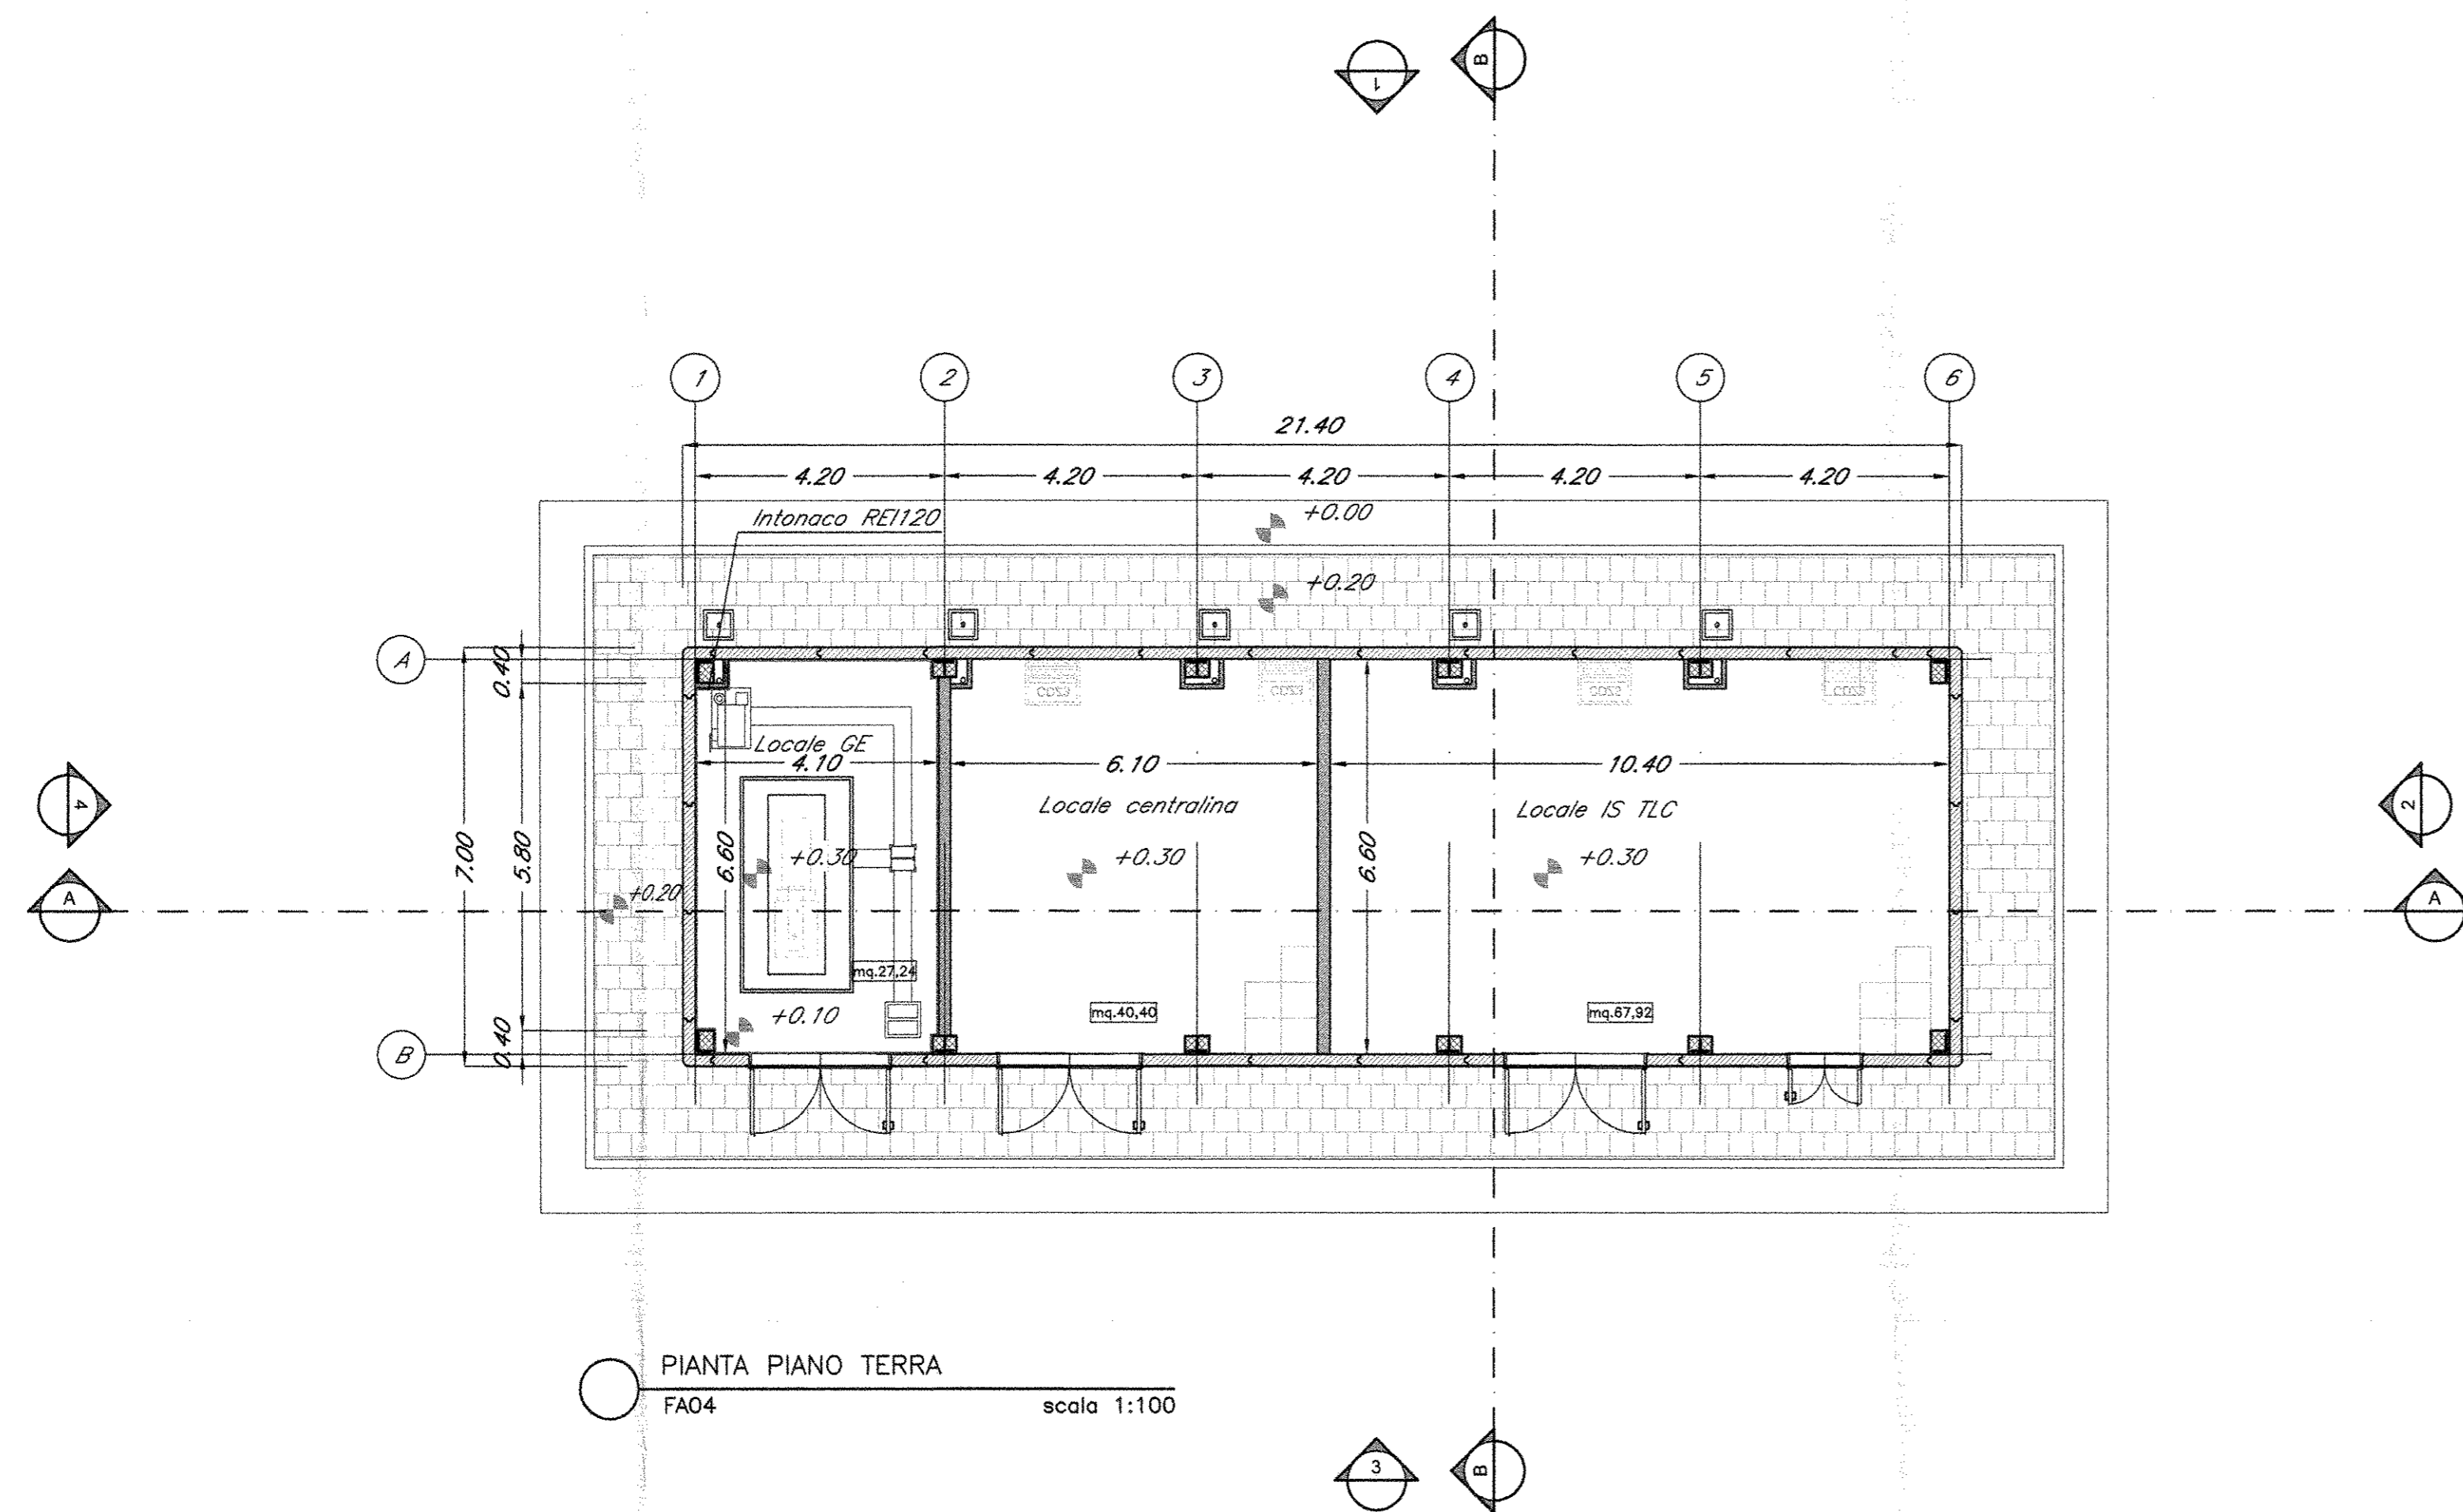 1
B
1
2
3
4
5
6
21.40
4.20
4.20
4.20
4.20
4.20
Intonaco REI120
+0.00
+0.20
A
0.40
7.00
5.80
0.40
B
Locale GE
4.10
6.10
10.40
Locale centralina
Locale IS TLC
6.60
+0.30
+0.30
6.60
+0.30
+0.20
mq.27,24
mq.40,40
mq.67,92
+0.10
4
A
2
A
PIANTA PIANO TERRA
FA04
scala 1:100
3
B